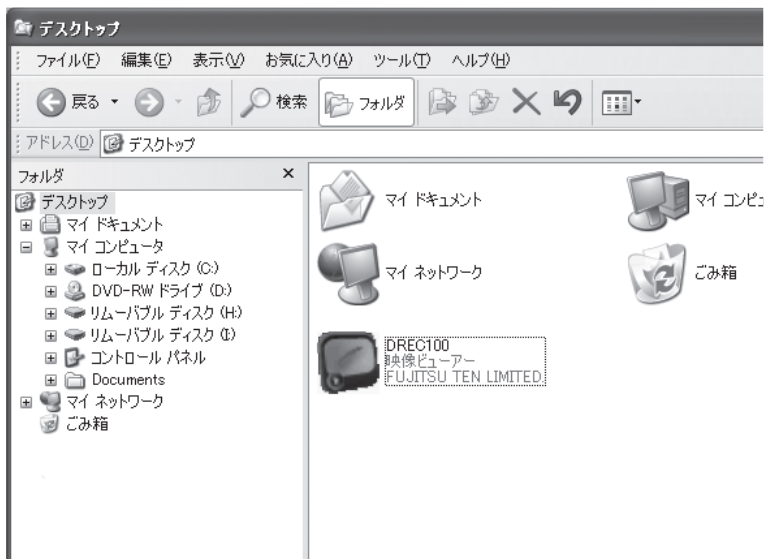 デスクトップ
ファイル(F) 編集(E) 表示(V) お気に入り(A) ツール(T) ヘルプ(H)
戻る 検索 フォルダ
アドレス(D) デスクトップ
フォルダ ×
デスクトップ
マイ ドキュメント
マイ コンピュータ
ローカル ディスク (C:)
DVD-RW ドライブ (D:)
リムーバブル ディスク (H:)
リムーバブル ディスク (I:)
コントロール パネル
Documents
マイ ネットワーク
ごみ箱
マイ ドキュメント
マイ コンピ
マイ ネットワーク
ごみ箱
DREC100
映像ビューアー
FUJITSU TEN LIMITED.